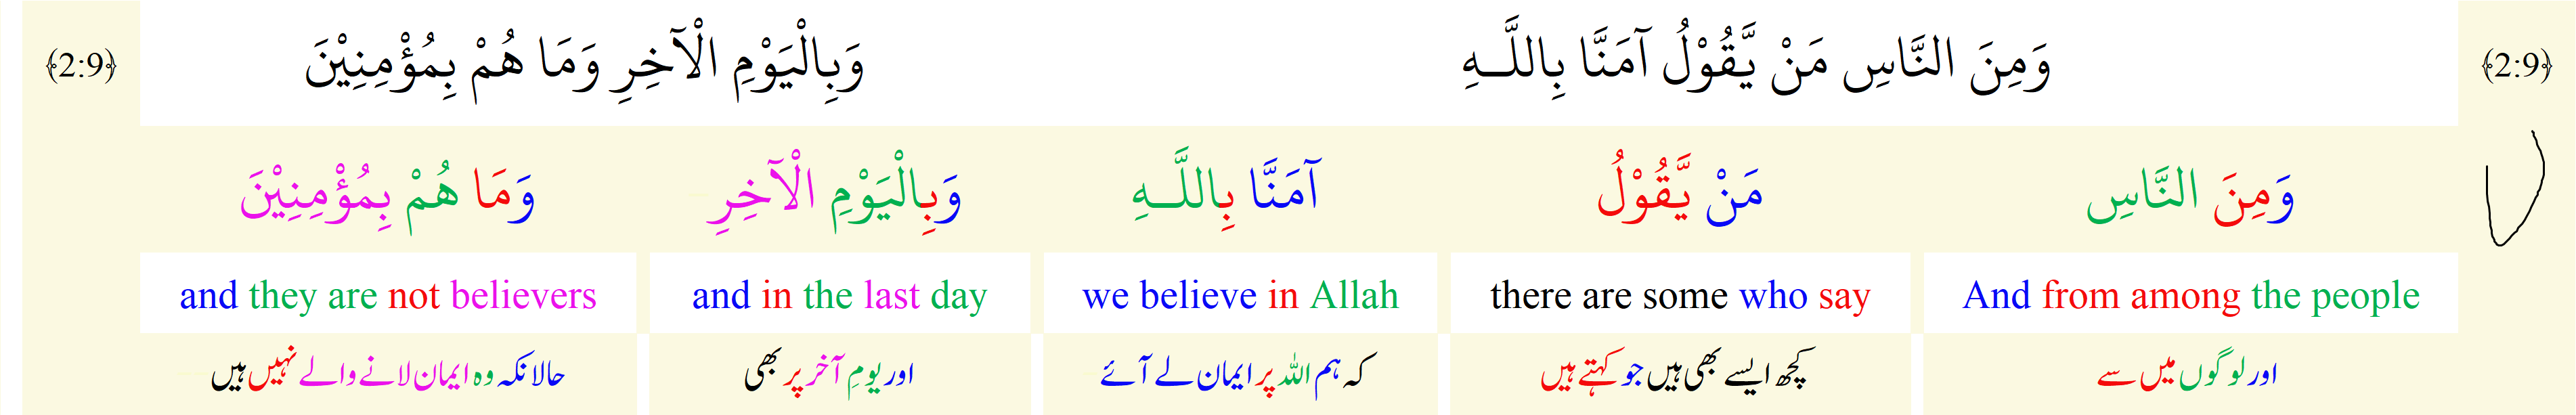 ﴿2:9﴾ وَمِنَ النَّاسِ مَنْ يَّقُوْلُ آمَنَّا بِاللَّـهِ وَبِالْيَوْمِ الْآخِرِ وَمَا هُمْ بِمُؤْمِنِيْنَ ﴿2:9﴾
وَمِنَ النَّاسِ مَنْ يَّقُوْلُ آمَنَّا بِاللَّـهِ وَبِالْيَوْمِ الْآخِرِ وَمَا هُمْ بِمُؤْمِنِيْنَ
And from among the people
there are some who say
we believe in Allah
and in the last day
and they are not believers
اور لوگوں میں سے
کچھ ایسے بھی ہیں جو کہتے ہیں
کہ ہم اللہ پر ایمان لے آئے
اور یومِ آخر پر بھی
حالانکہ وہ ایمان لانے والے نہیں ہیں